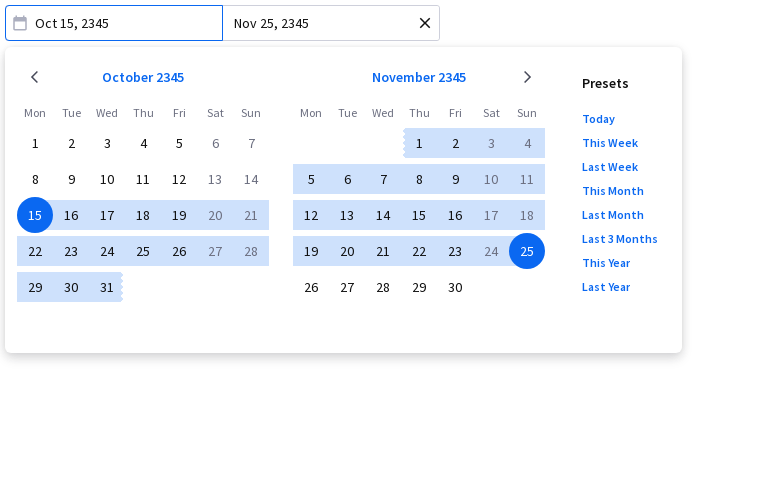 Oct 15, 2345 Nov 25, 2345
October 2345 November 2345 Presets
Mon Tue Wed Thu Fri Sat Sun Mon Tue Wed Thu Fri Sat Sun
Today
1 2 3 4 5 6 7 1 2 3 4
This Week
Last Week
8 9 10 11 12 13 14 5 6 7 8 9 10 11
This Month
15 16 17 18 19 20 21 12 13 14 15 16 17 18
Last Month
Last 3 Months
22 23 24 25 26 27 28 19 20 21 22 23 24 25
This Year
29 30 31 26 27 28 29 30
Last Year